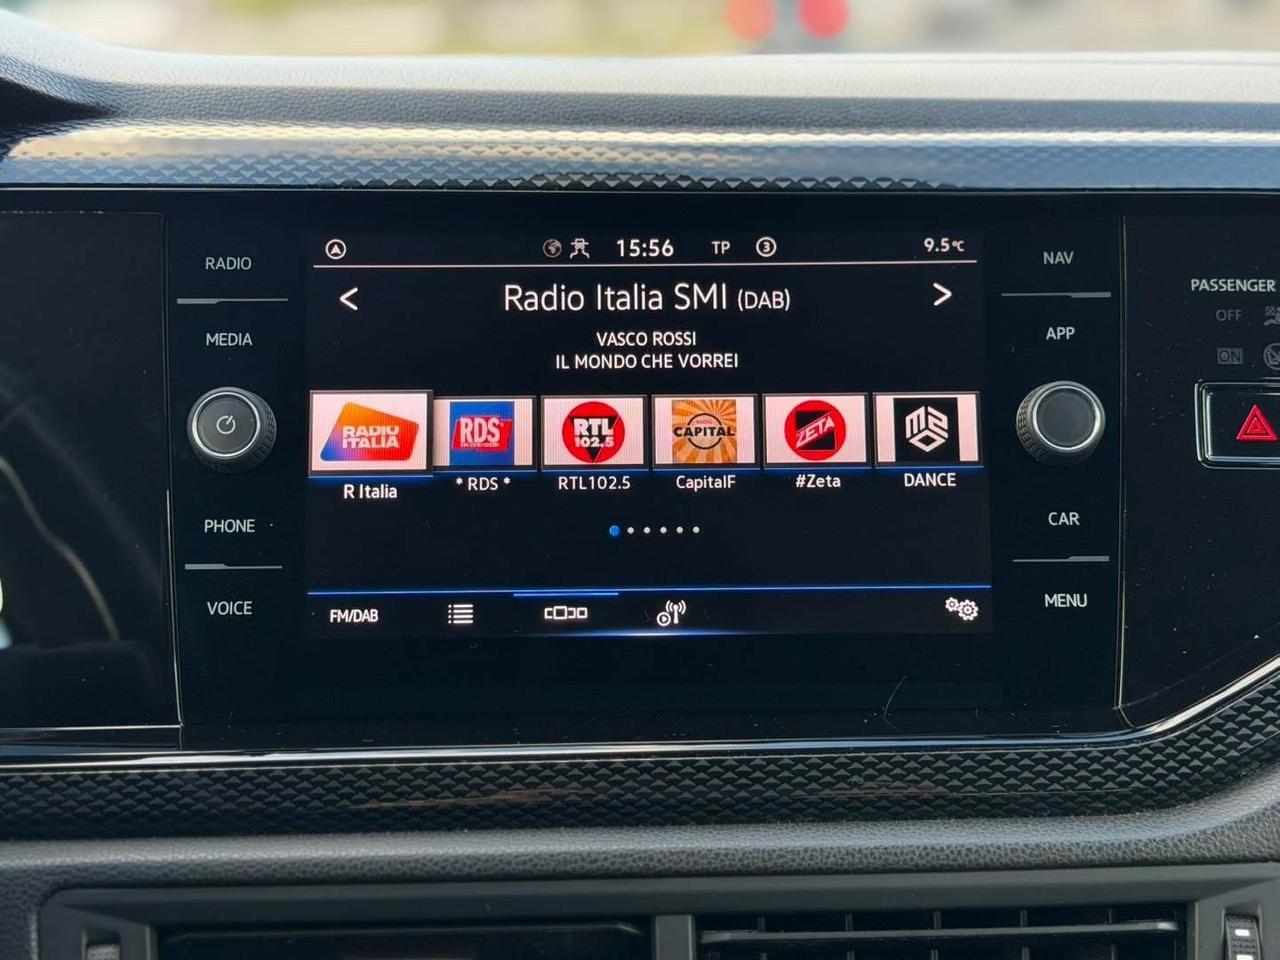 RADIO
MEDIA
PHONE
VOICE
15:56 TP 3 9.5°C
< Radio Italia SMI (DAB) >
VASCO ROSSI
IL MONDO CHE VORREI
RADIO
ITALIA
RDS
RTL
102.5
RADIO
CAPITAL
ZETA
R Italia * RDS * RTL102.5 CapitalF #Zeta DANCE
FM/DAB
NAV
APP
CAR
MENU
PASSENGER
OFF
ON